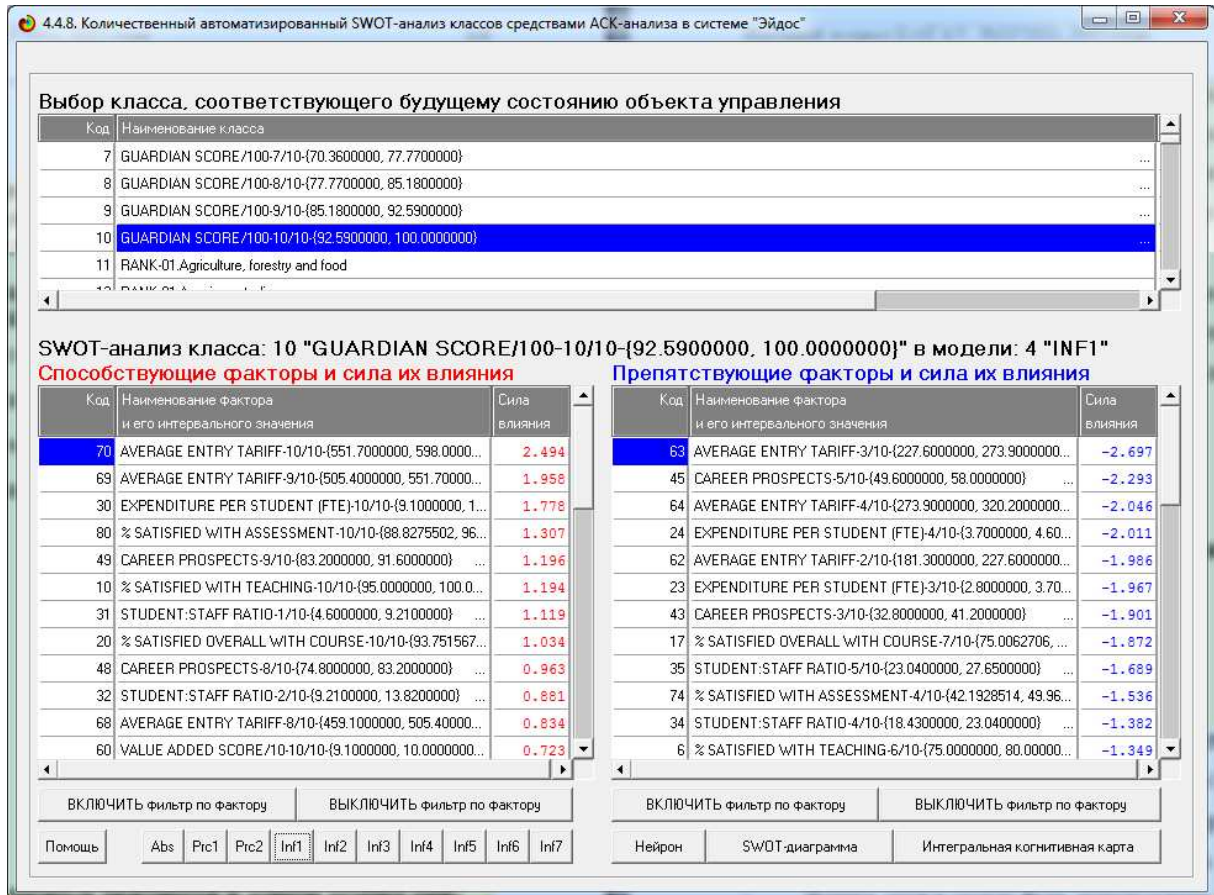 4.4.8. Количественный автоматизированный SWOT-анализ классов средствами АСК-анализа в системе "Эйдос"
Выбор класса, соответствующего будущему состоянию объекта управления
Код Наименование класса
7 GUARDIAN SCORE/100-7/10-{70.3600000, 77.7700000} ...
8 GUARDIAN SCORE/100-8/10-{77.7700000, 85.1800000} ...
9 GUARDIAN SCORE/100-9/10-{85.1800000, 92.5900000} ...
10 GUARDIAN SCORE/100-10/10-{92.5900000, 100.0000000} ...
11 RANK-01.Agriculture, forestry and food
SWOT-анализ класса: 10 "GUARDIAN SCORE/100-10/10-{92.5900000, 100.0000000}" в модели: 4 "INF1"
Способствующие факторы и сила их влияния
Код Наименование фактора и его интервального значения Сила влияния
70 AVERAGE ENTRY TARIFF-10/10-{551.7000000, 598.0000... 2.494
69 AVERAGE ENTRY TARIFF-9/10-{505.4000000, 551.70000... 1.958
30 EXPENDITURE PER STUDENT (FTE)-10/10-{9.1000000, 1... 1.778
80 % SATISFIED WITH ASSESSMENT-10/10-{88.8275502, 96... 1.307
49 CAREER PROSPECTS-9/10-{83.2000000, 91.6000000} ... 1.196
10 % SATISFIED WITH TEACHING-10/10-{95.0000000, 100.0... 1.194
31 STUDENT:STAFF RATIO-1/10-{4.6000000, 9.2100000} ... 1.119
20 % SATISFIED OVERALL WITH COURSE-10/10-{93.751567... 1.034
48 CAREER PROSPECTS-8/10-{74.8000000, 83.2000000} ... 0.963
32 STUDENT:STAFF RATIO-2/10-{9.2100000, 13.8200000} ... 0.881
68 AVERAGE ENTRY TARIFF-8/10-{459.1000000, 505.40000... 0.834
60 VALUE ADDED SCORE/10-10/10-{9.1000000, 10.0000000... 0.723
ВКЛЮЧИТЬ фильтр по фактору ВЫКЛЮЧИТЬ фильтр по фактору
Помощь Abs Prc1 Prc2 Inf1 Inf2 Inf3 Inf4 Inf5 Inf6 Inf7
Препятствующие факторы и сила их влияния
Код Наименование фактора и его интервального значения Сила влияния
63 AVERAGE ENTRY TARIFF-3/10-{227.6000000, 273.9000000... -2.697
45 CAREER PROSPECTS-5/10-{49.6000000, 58.0000000} ... -2.293
64 AVERAGE ENTRY TARIFF-4/10-{273.9000000, 320.2000000... -2.046
24 EXPENDITURE PER STUDENT (FTE)-4/10-{3.7000000, 4.60... -2.011
62 AVERAGE ENTRY TARIFF-2/10-{181.3000000, 227.6000000... -1.986
23 EXPENDITURE PER STUDENT (FTE)-3/10-{2.8000000, 3.70... -1.967
43 CAREER PROSPECTS-3/10-{32.8000000, 41.2000000} ... -1.901
17 % SATISFIED OVERALL WITH COURSE-7/10-{75.0062706, ... -1.872
35 STUDENT:STAFF RATIO-5/10-{23.0400000, 27.6500000} ... -1.689
74 % SATISFIED WITH ASSESSMENT-4/10-{42.1928514, 49.96... -1.536
34 STUDENT:STAFF RATIO-4/10-{18.4300000, 23.0400000} ... -1.382
6 % SATISFIED WITH TEACHING-6/10-{75.0000000, 80.00000... -1.349
ВКЛЮЧИТЬ фильтр по фактору ВЫКЛЮЧИТЬ фильтр по фактору
Нейрон SWOT-диаграмма Интегральная когнитивная карта